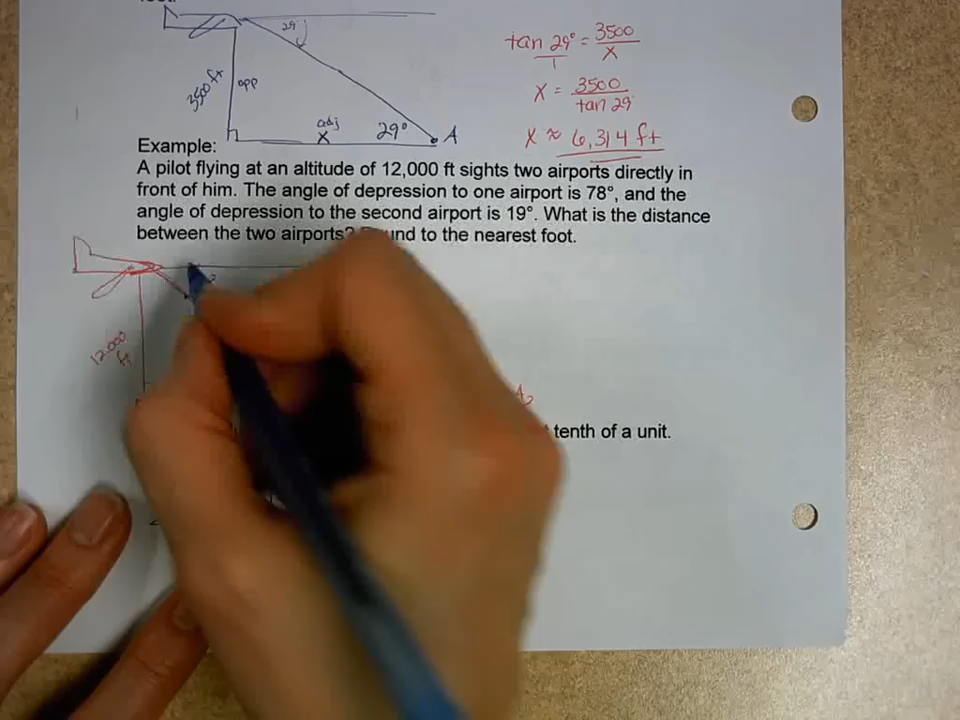 29
3500 ft
opp
adj
x
29°
A
tan 29° = 3500
1 x
x = 3500
tan 29
x ≈ 6,314 ft
Example:
A pilot flying at an altitude of 12,000 ft sights two airports directly in
front of him. The angle of depression to one airport is 78°, and the
angle of depression to the second airport is 19°. What is the distance
between the two airports? to the nearest foot.
12,000
ft
tenth of a unit.